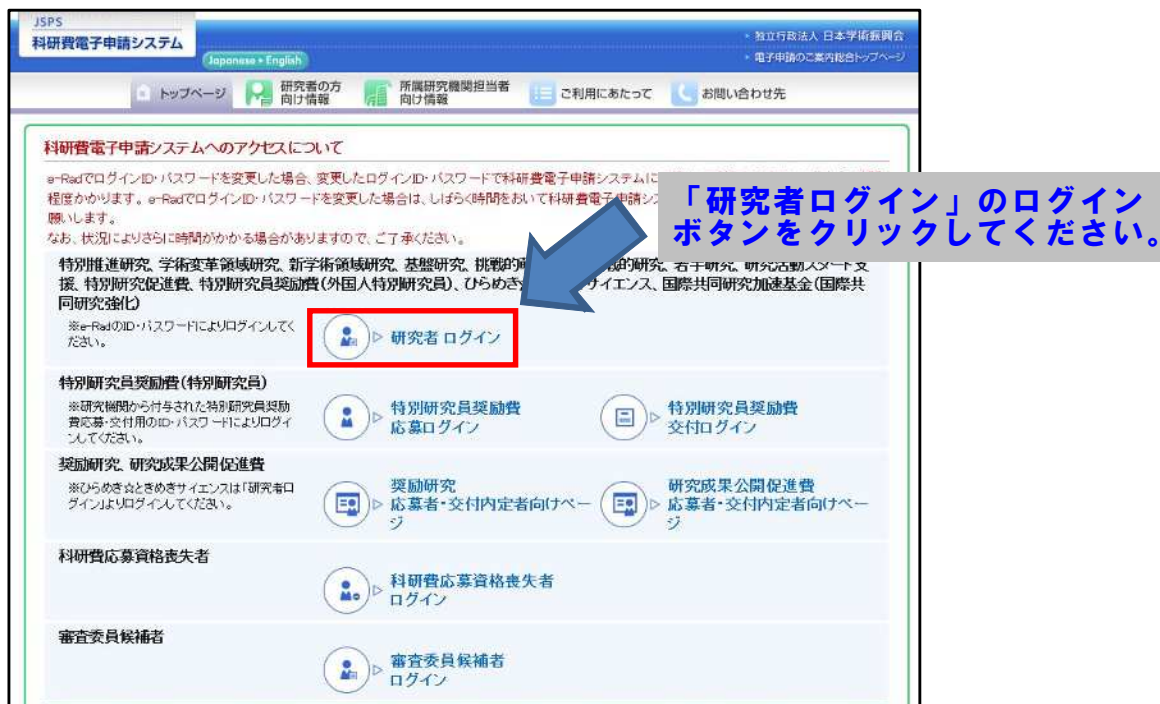 JSPS
科研費電子申請システム
Japanese • English
独立行政法人 日本学術振興会
電子申請のご案内総合トップページ
トップページ
研究者の方
向け情報
所属研究機関担当者
向け情報
ご利用にあたって
お問い合わせ先
科研費電子申請システムへのアクセスについて
e-RadでログインID・パスワードを変更した場合、変更したログインID・パスワードで科研費電子申請システムに
程度かかります。e-RadでログインID・パスワードを変更した場合は、しばらく時間をおいて科研費電子申請シ
願いします。
なお、状況によりさらに時間がかかる場合がありますので、ご了承ください。
「研究者ログイン」のログイン
ボタンをクリックしてください。
特別推進研究、学術変革領域研究、新学術領域研究、基盤研究、挑戦的 的研究、若手研究、研究活動スタート支
援、特別研究促進費、特別研究員奨励費(外国人特別研究員)、ひらめき サイエンス、国際共同研究加速基金(国際共
同研究強化)
※e-RadのID・パスワードによりログインしてく
ださい。
研究者 ログイン
特別研究員奨励費(特別研究員)
※研究機関から付与された特別研究員奨励
費応募・交付用のID・パスワードによりログイ
ンしてください。
特別研究員奨励費
応募ログイン
特別研究員奨励費
交付ログイン
奨励研究、研究成果公開促進費
※ひらめき☆ときめきサイエンスは「研究者ロ
グイン」よりログインしてください。
奨励研究
応募者・交付内定者向けペー
ジ
研究成果公開促進費
応募者・交付内定者向けペー
ジ
科研費応募資格喪失者
科研費応募資格喪失者
ログイン
審査委員候補者
審査委員候補者
ログイン